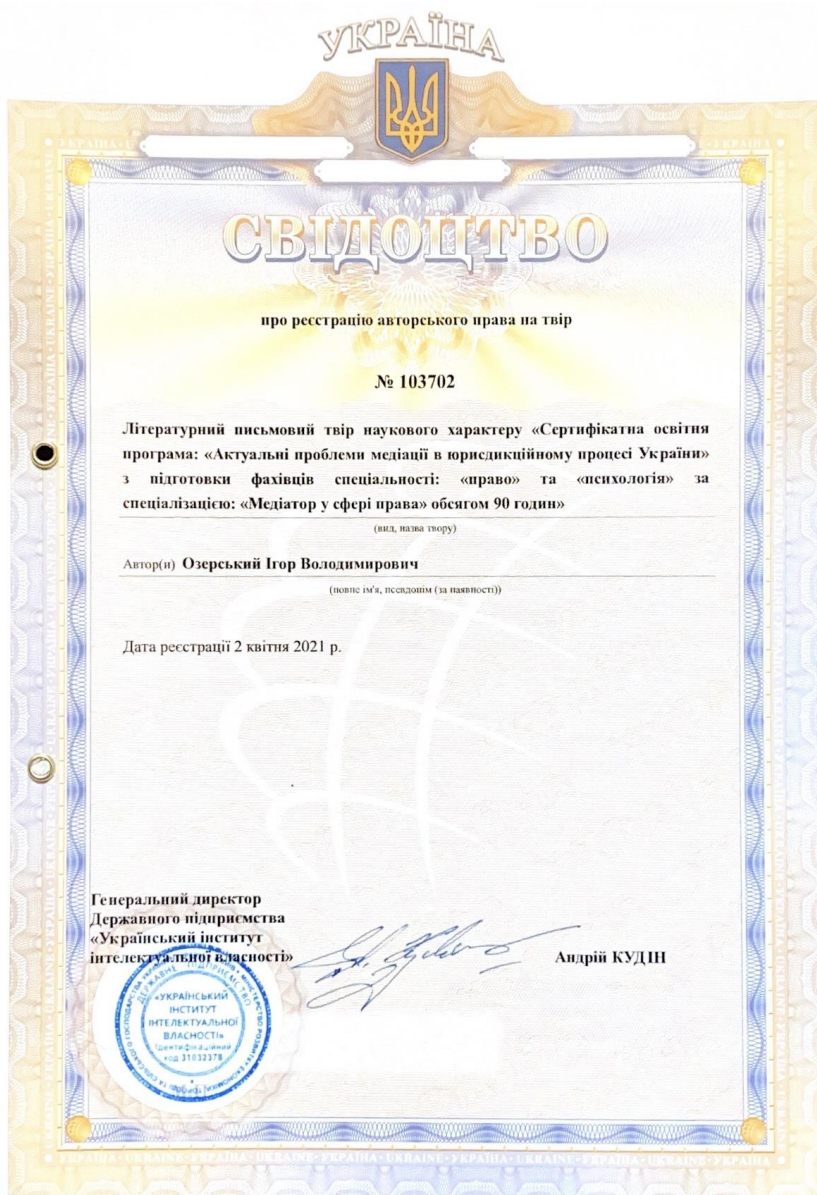 УКРАЇНА
СВІДОЦТВО
про реєстрацію авторського права на твір
№ 103702
Літературний письмовий твір наукового характеру «Сертифікатна освітня
програма: «Актуальні проблеми медіації в юрисдикційному процесі України»
з підготовки фахівців спеціальності: «право» та «психологія» за
спеціалізацією: «Медіатор у сфері права» обсягом 90 годин»
(вид, назва твору)
Автор(и) Озерський Ігор Володимирович
(повне ім'я, псевдонім (за наявності))
Дата реєстрації 2 квітня 2021 р.
Генеральний директор
Державного підприємства
«Український інститут
інтелектуальної власності»
Андрій КУДІН
ДЕРЖАВНЕ ПІДПРИЄМСТВО
«УКРАЇНСЬКИЙ
ІНСТИТУТ
ІНТЕЛЕКТУАЛЬНОЇ
ВЛАСНОСТІ»
Ідентифікаційний
код 31032378